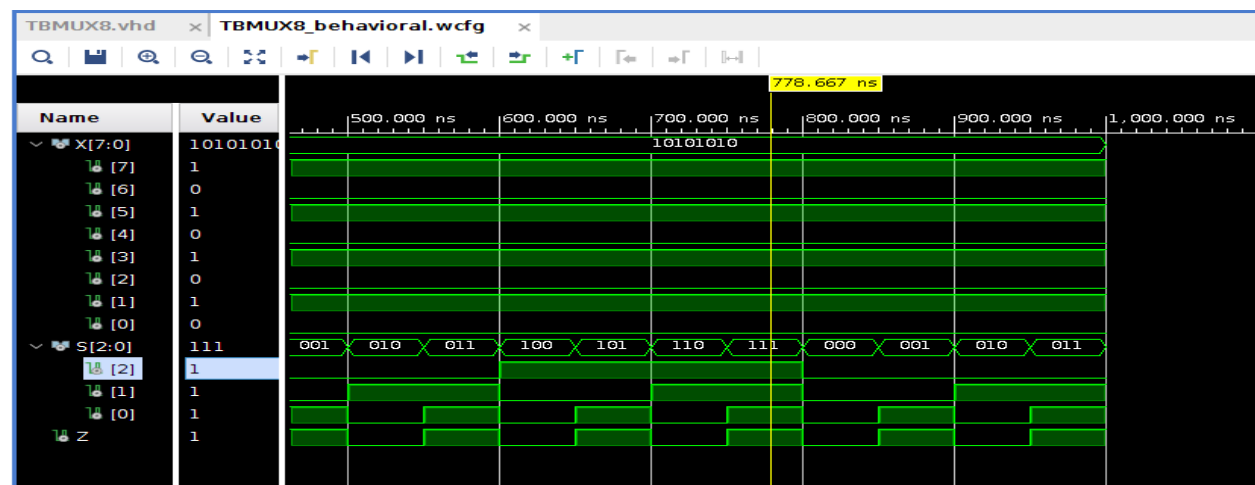 TBMUX8.vhd × TBMUX8_behavioral.wcfg ×
778.667 ns
Name Value 500.000 ns 600.000 ns 700.000 ns 800.000 ns 900.000 ns 1,000.000 ns
X[7:0] 10101010 10101010
[7] 1
[6] 0
[5] 1
[4] 0
[3] 1
[2] 0
[1] 1
[0] 0
S[2:0] 111 001 010 011 100 101 110 111 000 001 010 011
[2] 1
[1] 1
[0] 1
Z 1